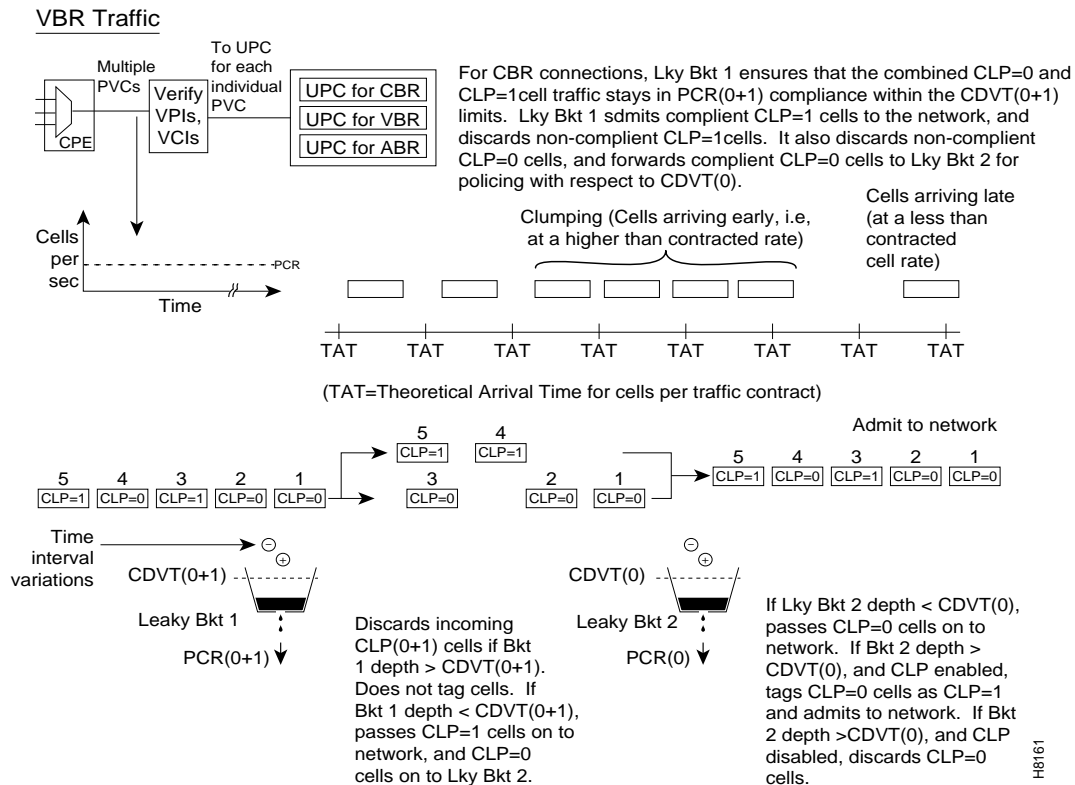 VBR Traffic
Multiple
PVCs
To UPC
for each
individual
PVC
CPE
Verify
VPIs,
VCIs
UPC for CBR
UPC for VBR
UPC for ABR
For CBR connections, Lky Bkt 1 ensures that the combined CLP=0 and
CLP=1cell traffic stays in PCR(0+1) compliance within the CDVT(0+1)
limits.  Lky Bkt 1 sdmits complient CLP=1 cells to the network, and
discards non-complient CLP=1cells.  It also discards non-complient
CLP=0 cells, and forwards complient CLP=0 cells to Lky Bkt 2 for
policing with respect to CDVT(0).
Cells
per
sec
PCR
Time
Clumping (Cells arriving early, i.e,
at a higher than contracted rate)
Cells arriving late
(at a less than
contracted
cell rate)
TAT TAT TAT TAT TAT TAT TAT TAT
(TAT=Theoretical Arrival Time for cells per traffic contract)
Admit to network
5 4
CLP=1 CLP=1
5 4 3 2 1
CLP=1 CLP=0 CLP=1 CLP=0 CLP=0
3 2 1
CLP=0 CLP=0 CLP=0
5 4 3 2 1
CLP=1 CLP=0 CLP=1 CLP=0 CLP=0
Time
interval
variations
− +
CDVT(0+1)
Leaky Bkt 1
PCR(0+1)
Discards incoming
CLP(0+1) cells if Bkt
1 depth > CDVT(0+1).
Does not tag cells.  If
Bkt 1 depth < CDVT(0+1),
passes CLP=1 cells on to
network, and CLP=0
cells on to Lky Bkt 2.
− +
CDVT(0)
Leaky Bkt 2
PCR(0)
If Lky Bkt 2 depth < CDVT(0),
passes CLP=0 cells on to
network.  If Bkt 2 depth >
CDVT(0), and CLP enabled,
tags CLP=0 cells as CLP=1
and admits to network.  If Bkt
2 depth >CDVT(0), and CLP
disabled, discards CLP=0
cells.
H8161